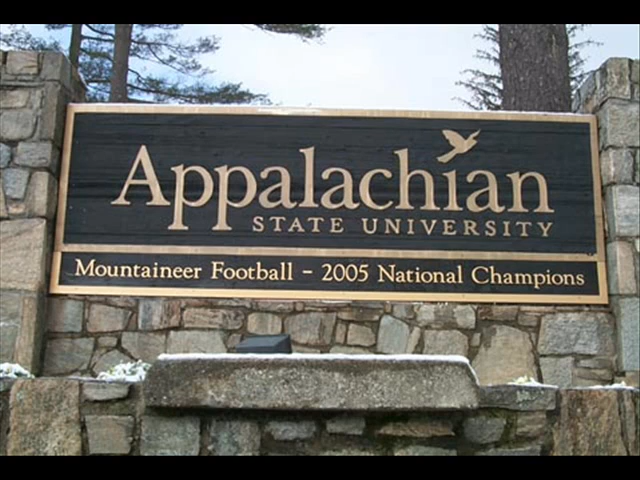 Appalachian
STATE UNIVERSITY
Mountaineer Football - 2005 National Champions